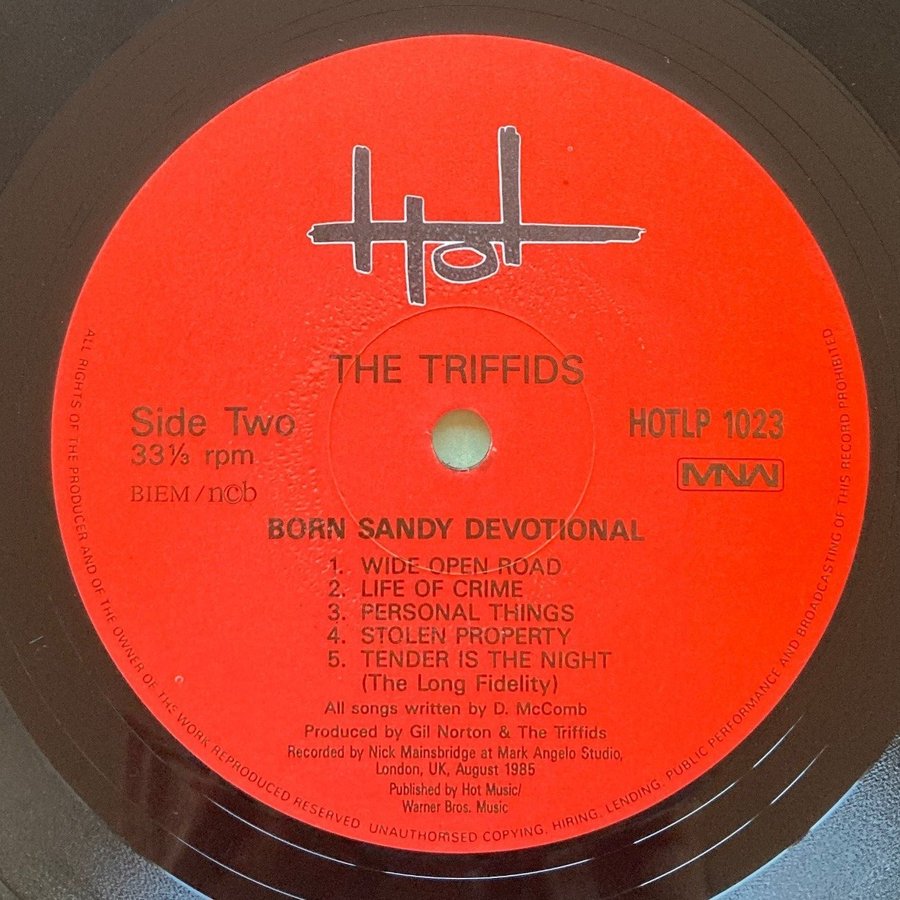 Hot
THE TRIFFIDS
Side Two
33⅓ rpm
BIEM/n©b
HOTLP 1023
MNW
BORN SANDY DEVOTIONAL
1. WIDE OPEN ROAD
2. LIFE OF CRIME
3. PERSONAL THINGS
4. STOLEN PROPERTY
5. TENDER IS THE NIGHT
(The Long Fidelity)
All songs written by D. McComb
Produced by Gil Norton & The Triffids
Recorded by Nick Mainsbridge at Mark Angelo Studio,
London, UK, August 1985
Published by Hot Music/
Warner Bros. Music
ALL RIGHTS OF THE PRODUCER AND OF THE OWNER OF THE WORK REPRODUCED RESERVED UNAUTHORISED COPYING, HIRING, LENDING, PUBLIC PERFORMANCE AND BROADCASTING OF THIS RECORD PROHIBITED